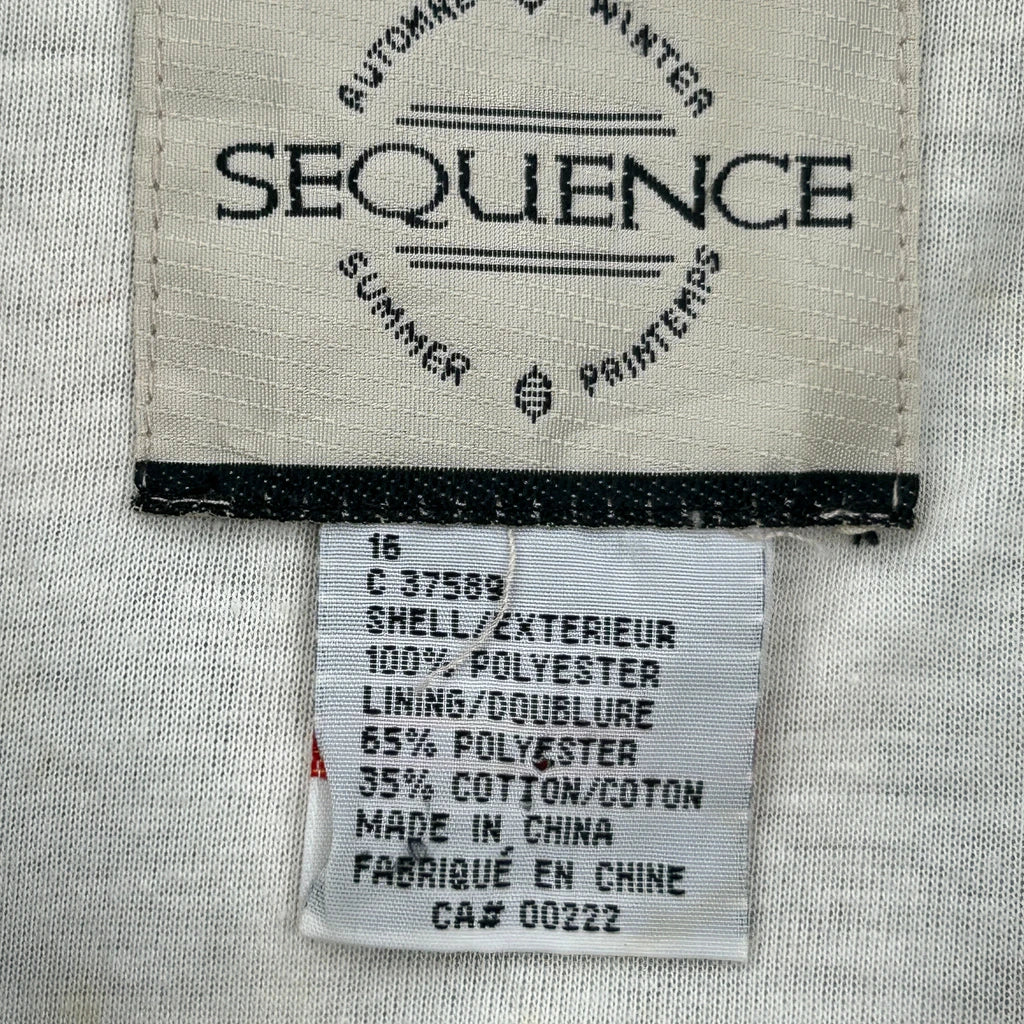 AUTOMNE WINTER
SEQUENCE
SUMMER PRINTEMPS
16
C 37589
SHELL/EXTERIEUR
100% POLYESTER
LINING/DOUBLURE
65% POLYESTER
35% COTTON/COTON
MADE IN CHINA
FABRIQUÉ EN CHINE
CA# 00222